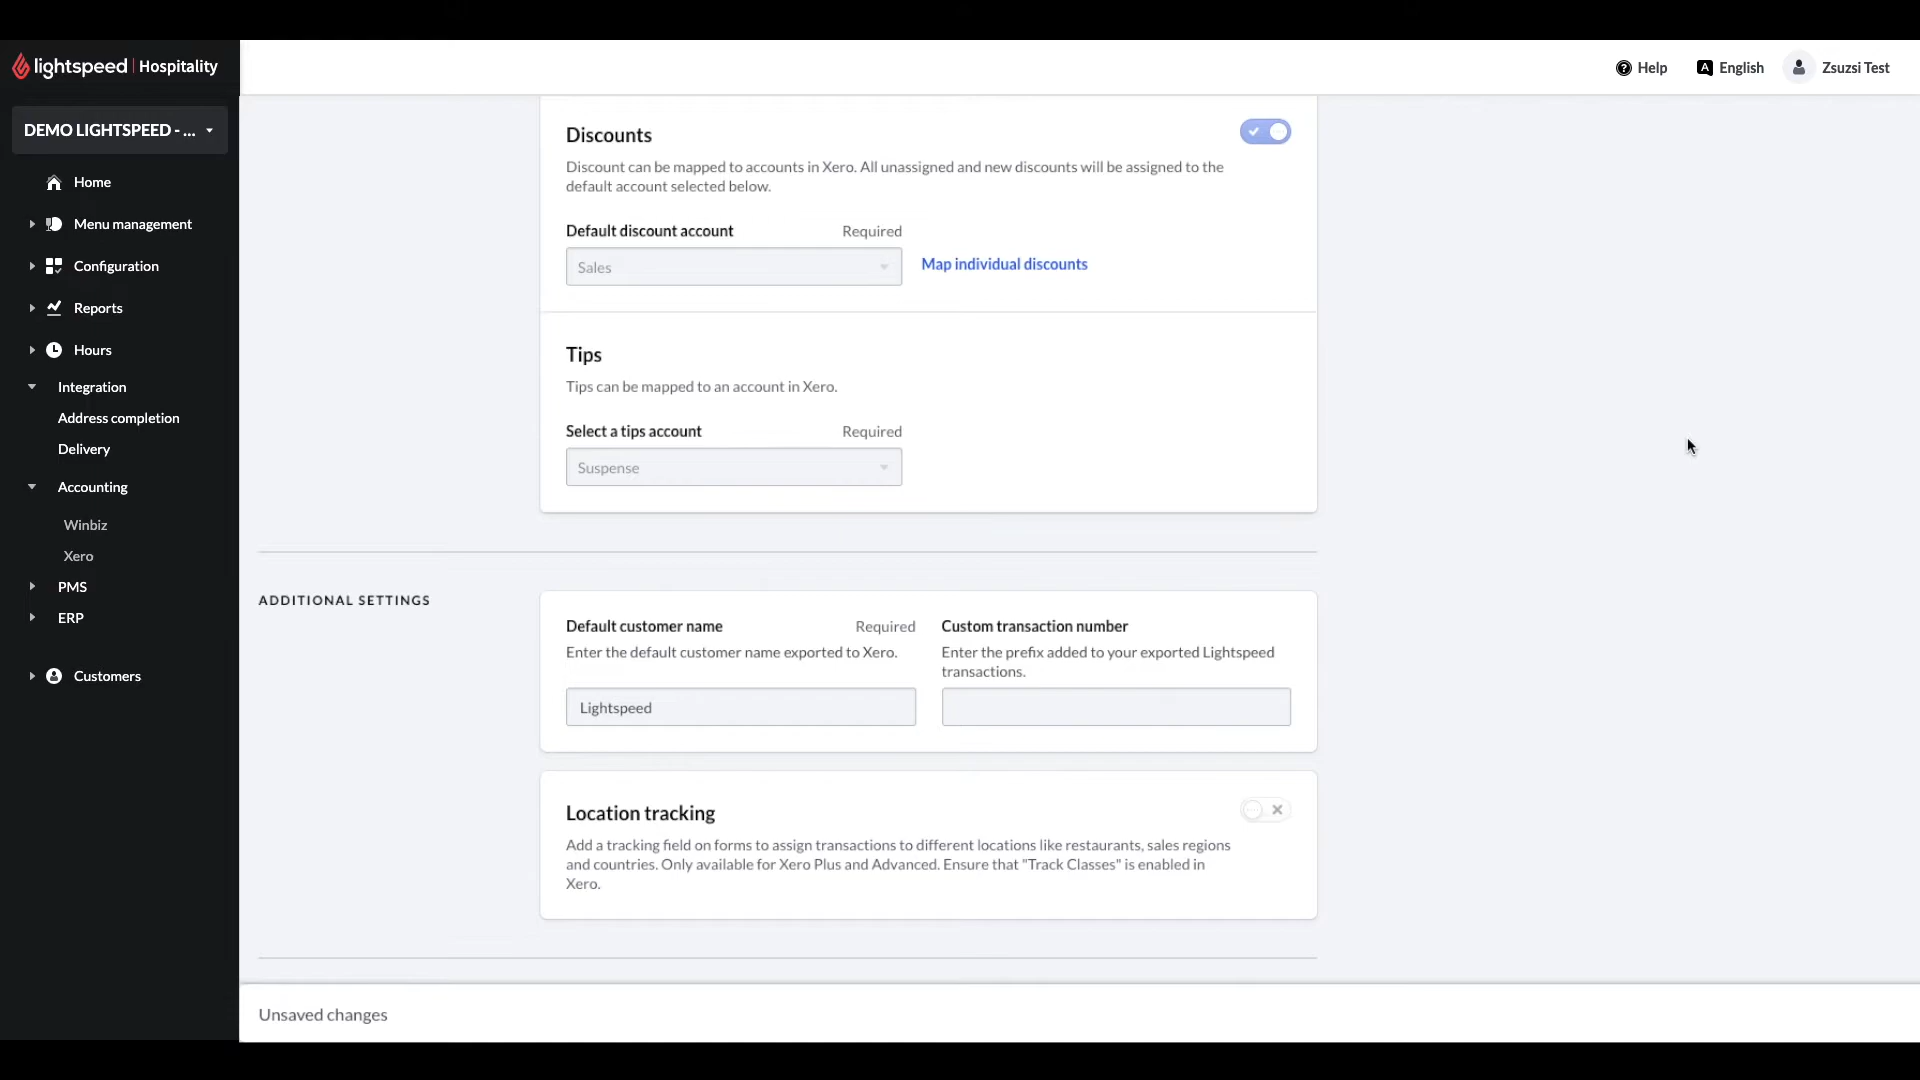 lightspeed | Hospitality
Help
English
Zsuzsi Test
DEMO LIGHTSPEED - ...
Home
Menu management
Configuration
Reports
Hours
Integration
Address completion
Delivery
Accounting
Winbiz
Xero
PMS
ERP
Customers
Discounts
Discount can be mapped to accounts in Xero. All unassigned and new discounts will be assigned to the
default account selected below.
Default discount account Required
Sales
Map individual discounts
Tips
Tips can be mapped to an account in Xero.
Select a tips account Required
Suspense
ADDITIONAL SETTINGS
Default customer name Required
Enter the default customer name exported to Xero.
Lightspeed
Custom transaction number
Enter the prefix added to your exported Lightspeed
transactions.
Location tracking
Add a tracking field on forms to assign transactions to different locations like restaurants, sales regions
and countries. Only available for Xero Plus and Advanced. Ensure that "Track Classes" is enabled in
Xero.
Unsaved changes